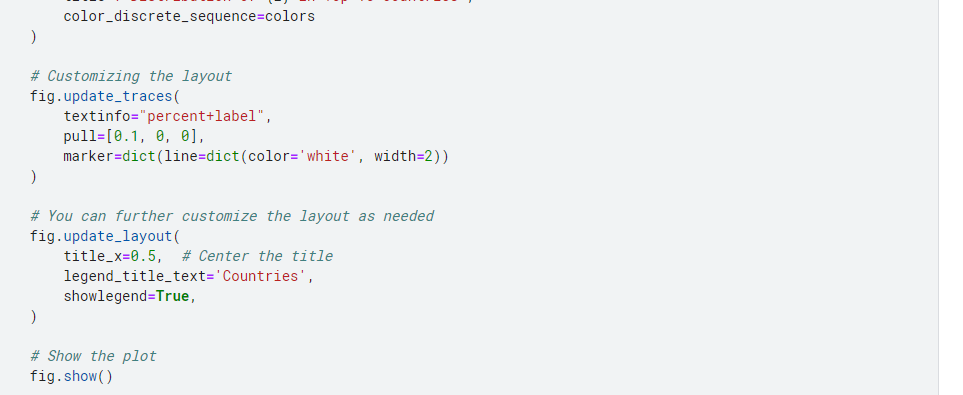 color_discrete_sequence=colors
)
# Customizing the layout
fig.update_traces(
textinfo="percent+label",
pull=[0.1, 0, 0],
marker=dict(line=dict(color='white', width=2))
)
# You can further customize the layout as needed
fig.update_layout(
title_x=0.5,  # Center the title
legend_title_text='Countries',
showlegend=True,
)
# Show the plot
fig.show()